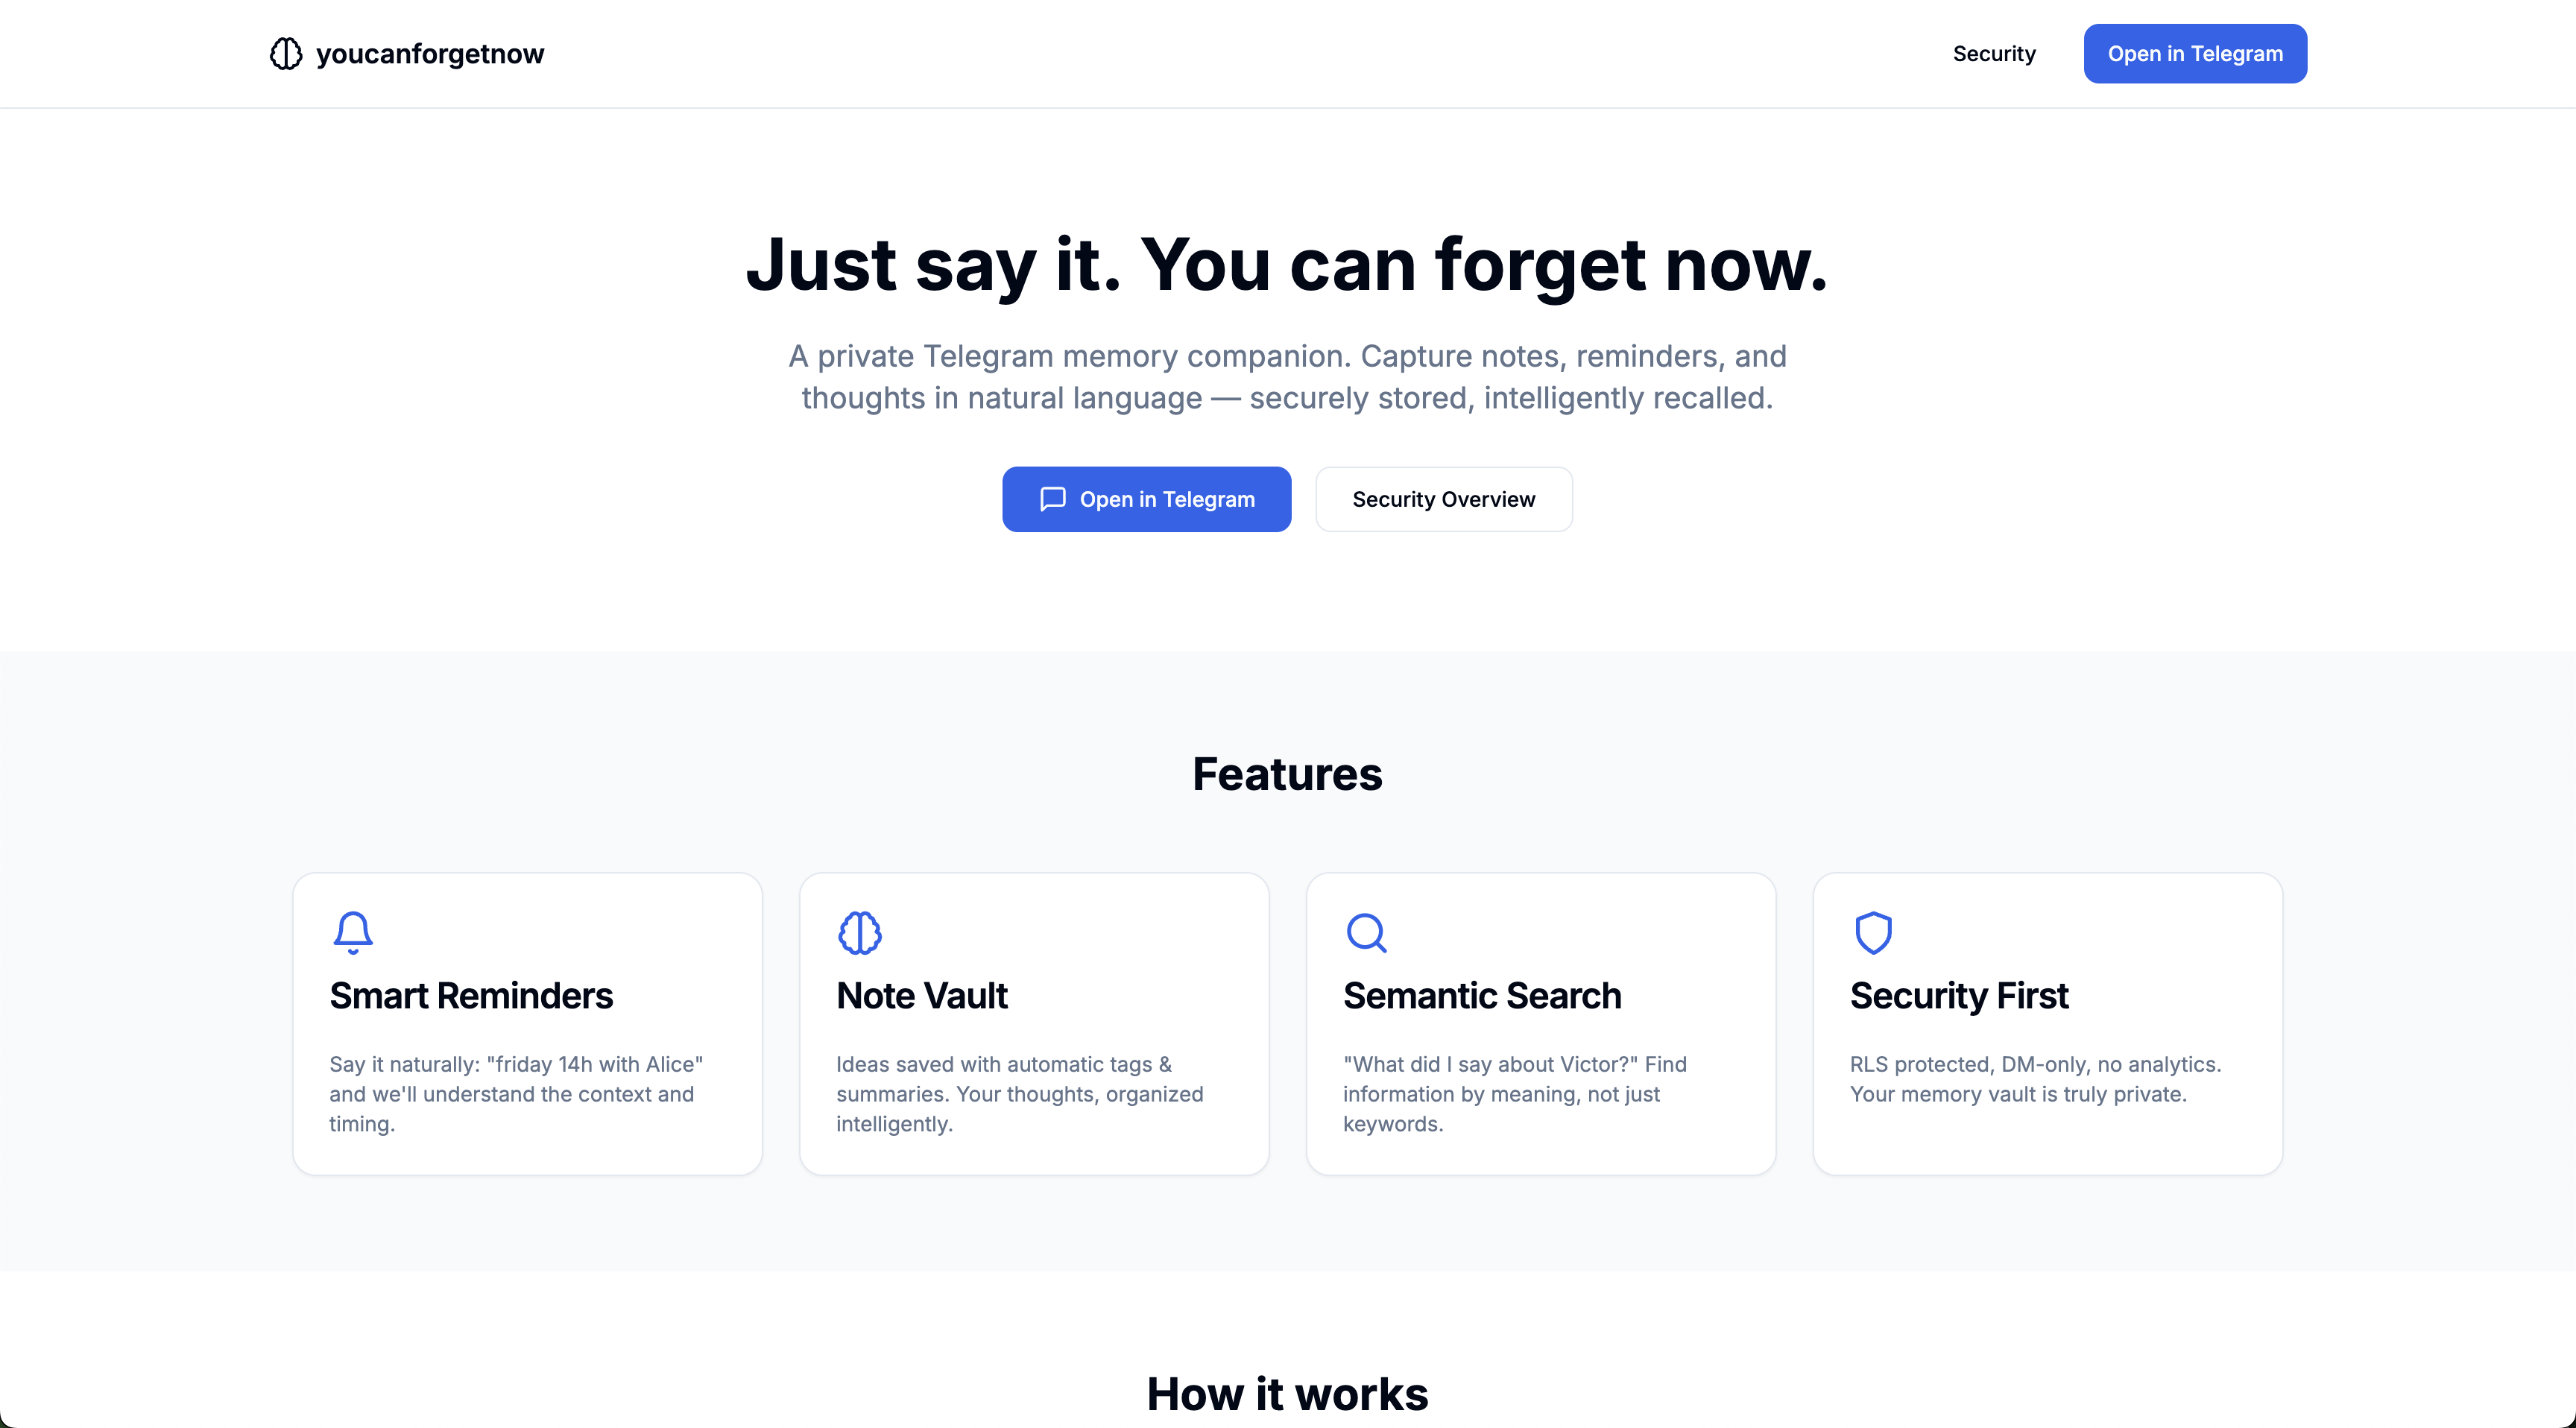 youcanforgetnow
Security
Open in Telegram
Just say it. You can forget now.
A private Telegram memory companion. Capture notes, reminders, and
thoughts in natural language — securely stored, intelligently recalled.
Open in Telegram
Security Overview
Features
Smart Reminders
Say it naturally: "friday 14h with Alice"
and we'll understand the context and
timing.
Note Vault
Ideas saved with automatic tags &
summaries. Your thoughts, organized
intelligently.
Semantic Search
"What did I say about Victor?" Find
information by meaning, not just
keywords.
Security First
RLS protected, DM-only, no analytics.
Your memory vault is truly private.
How it works